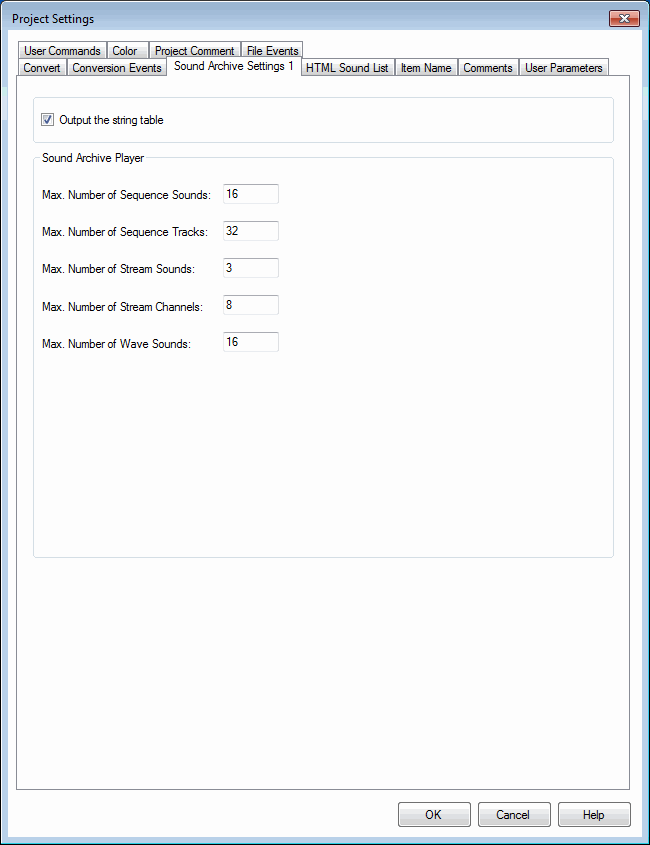 Project Settings
User Commands Color Project Comment File Events
Convert Conversion Events Sound Archive Settings 1 HTML Sound List Item Name Comments User Parameters
Output the string table
Sound Archive Player
Max. Number of Sequence Sounds: 16
Max. Number of Sequence Tracks: 32
Max. Number of Stream Sounds: 3
Max. Number of Stream Channels: 8
Max. Number of Wave Sounds: 16
OK Cancel Help